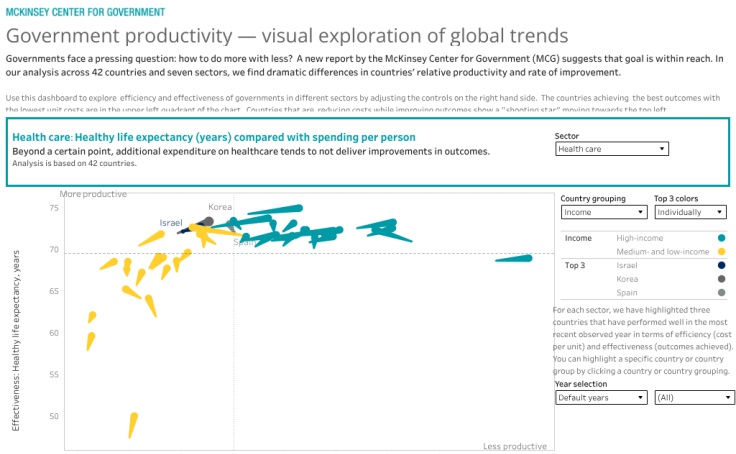 MCKINSEY CENTER FOR GOVERNMENT
Government productivity — visual exploration of global trends
Governments face a pressing question: how to do more with less? A new report by the McKinsey Center for Government (MCG) suggests that goal is within reach. In
our analysis across 42 countries and seven sectors, we find dramatic differences in countries' relative productivity and rate of improvement.
Use this dashboard to explore efficiency and effectiveness of governments in different sectors by adjusting the controls on the right hand side. The countries achieving the best outcomes with
the lowest unit costs are in the upper left quadrant of the chart. Countries that are reducing costs while improving outcomes show a "shooting star" moving towards the top left.
Health care: Healthy life expectancy (years) compared with spending per person
Beyond a certain point, additional expenditure on healthcare tends to not deliver improvements in outcomes.
Analysis is based on 42 countries.
Sector
Health care
More productive
75
70
65
60
55
50
Effectiveness: Healthy life expectancy, years
Korea
Israel
Spain
Less productive
Country grouping
Top 3 colors
Income
Individually
Income
High-income
Medium- and low-income
Top 3
Israel
Korea
Spain
For each sector, we have highlighted three
countries that have performed well in the most
recent observed year in terms of efficiency (cost
per unit) and effectiveness (outcomes achieved).
You can highlight a specific country or country
group by clicking a country or country grouping.
Year selection
Default years
(All)